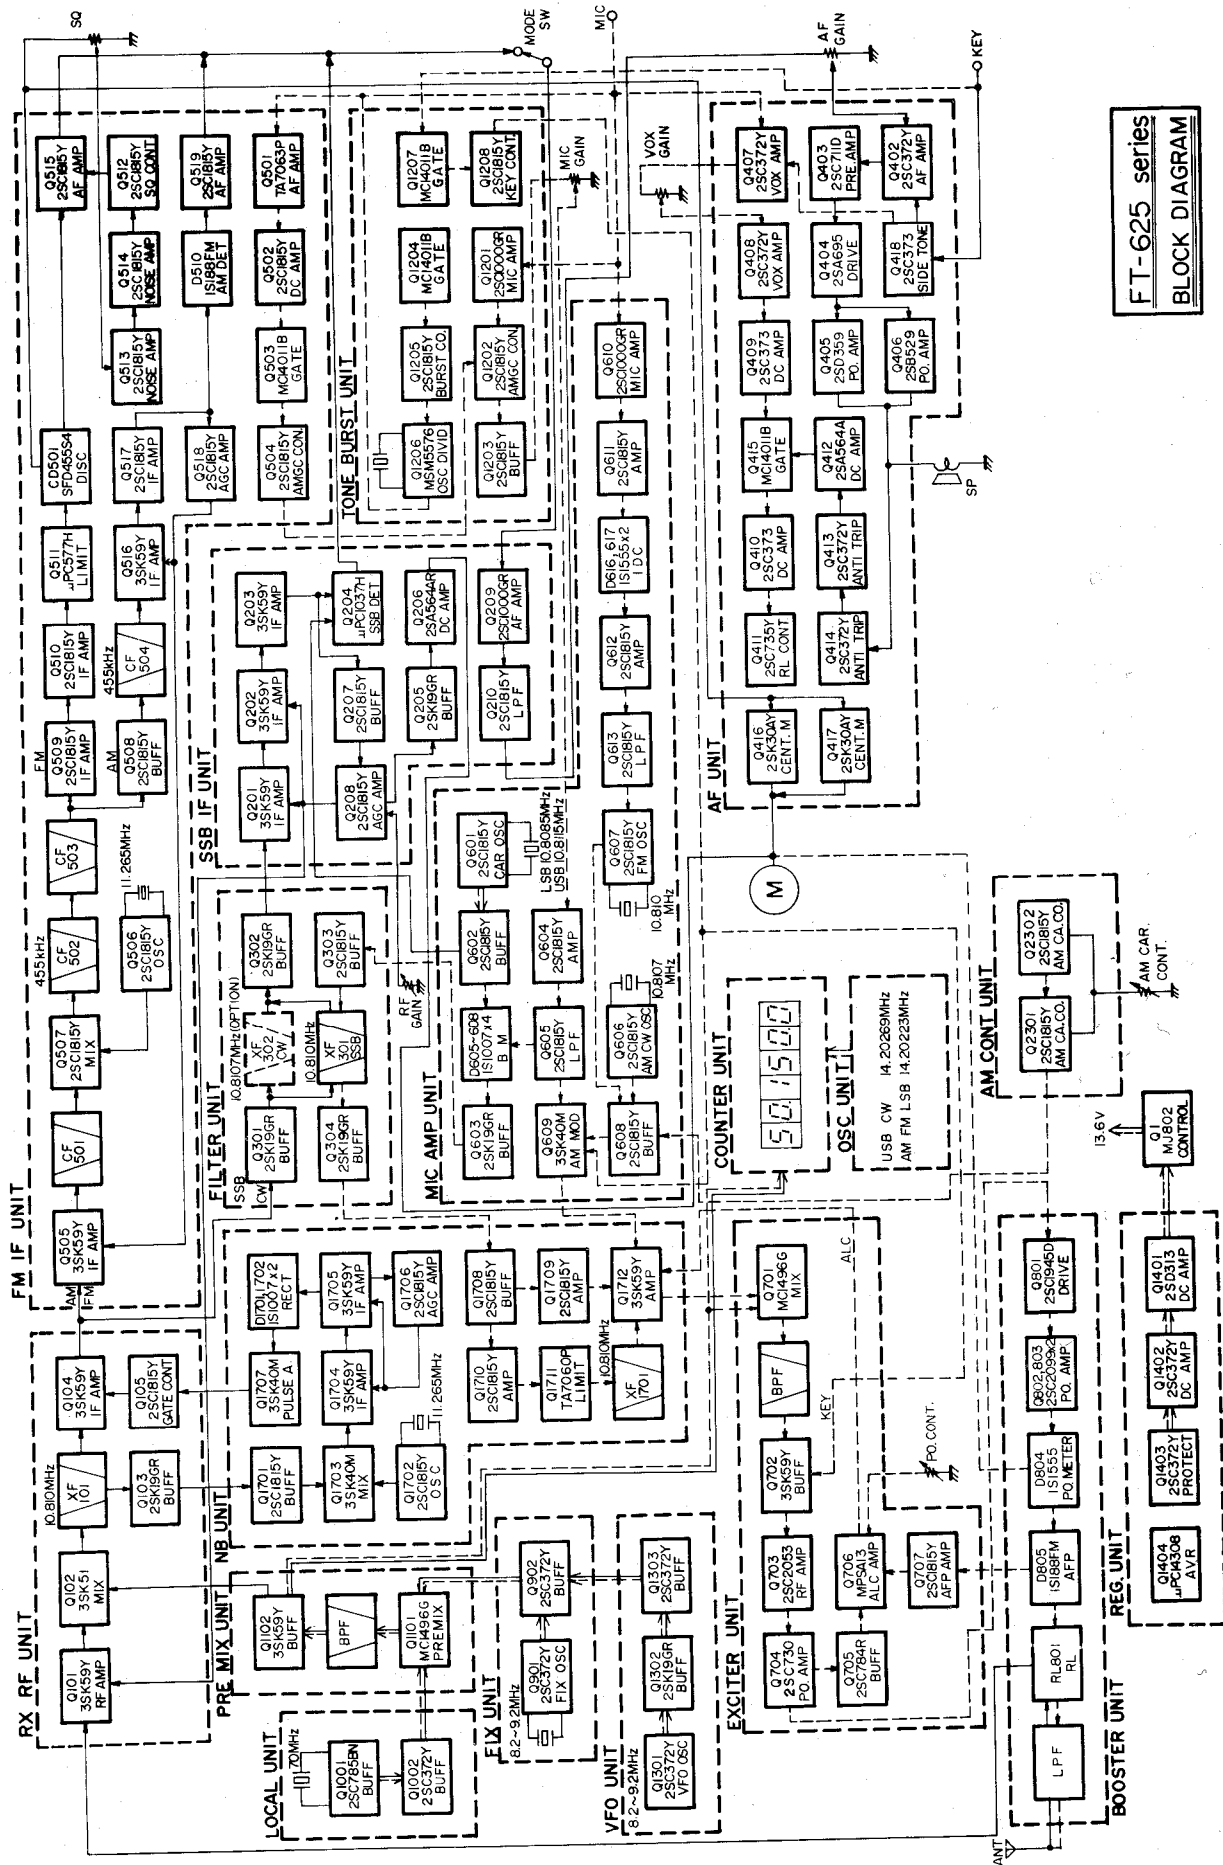 FT-625 series
BLOCK DIAGRAM
RX RF UNIT
Q101
3SK59Y
RF AMP
Q102
3SK51
MIX
10.810MHz
XF
101
Q104
3SK59Y
IF AMP
Q103
2SK19GR
BUFF
Q105
2SC1815Y
GATE CONT
AM
FM
FM IF UNIT
Q505
3SK59Y
IF AMP
CF
501
Q507
2SC1815Y
MIX
455kHz
CF
502
CF
503
Q506
2SC1815Y
OSC
11.265MHz
FM
Q509
2SC1815Y
IF AMP
Q510
2SC1815Y
IF AMP
Q511
μPC577H
LIMIT
CD501
SFD455S4
DISC
Q515
2SC1815Y
AF AMP
AM
Q508
2SC1815Y
BUFF
455kHz
CF
504
Q516
3SK59Y
IF AMP
Q517
2SC1815Y
IF AMP
Q513
2SC1815Y
NOISE AMP
Q514
2SC1815Y
NOISE AMP
Q512
2SC1815Y
SQ CONT
Q518
2SC1815Y
AGC AMP
D510
1S188FM
AM DET
Q519
2SC1815Y
AF AMP
Q504
2SC1815Y
AMGC CON.
Q503
MC14011B
GATE
Q502
2SC1815Y
DC AMP
Q501
TA7063P
AF AMP
SQ
MODE
SW
MIC
AF
GAIN
KEY
PRE MIX UNIT
Q1102
3SK59Y
BUFF
BPF
Q1101
MC1496G
PREMIX
LOCAL UNIT
70MHz
Q1001
2SC785BN
BUFF
Q1002
2SC372Y
BUFF
NB UNIT
Q1701
2SC1815Y
BUFF
Q1707
3SK40M
PULSE A
D1701,1702
1S1007x2
RECT
Q1703
3SK40M
MIX
Q1704
3SK59Y
IF AMP
Q1705
3SK59Y
IF AMP
Q1702
2SC1815Y
OSC
11.265MHz
Q1706
2SC1815Y
AGC AMP
Q1710
2SC1815Y
AMP
Q1708
2SC1815Y
BUFF
Q1711
TA7060P
LIMIT
Q1709
2SC1815Y
AMP
10.810MHz
XF
1701
Q1712
3SK59Y
AMP
FILTER UNIT
SSB
CW
Q301
2SK19GR
BUFF
10.8107MHz(OPTION)
XF
302
CW
Q302
2SK19GR
BUFF
Q304
2SK19GR
BUFF
10.810MHz
XF
301
SSB
Q303
2SC1815Y
BUFF
RF
GAIN
SSB IF UNIT
Q201
3SK59Y
IF AMP
Q202
3SK59Y
IF AMP
Q203
3SK59Y
IF AMP
Q208
2SC1815Y
AGC AMP
Q207
2SC1815Y
BUFF
Q204
μPC1037H
SSB DET
Q205
2SK19GR
BUFF
Q206
2SA564AR
DC AMP
Q210
2SC1815Y
LPF
Q209
2SC1000GR
AF AMP
TONE BURST UNIT
Q1206
MSM5576
OSC DIVID
Q1205
2SC1815Y
BURST CO.
Q1204
MC14011B
GATE
Q1207
MC14011B
GATE
Q1203
2SC1815Y
BUFF
Q1202
2SC1815Y
AMGC CON.
Q1201
2SC1000GR
MIC AMP
Q1208
2SC1815Y
KEY CONT.
MIC
GAIN
VOX
GAIN
MIC AMP UNIT
Q603
2SK19GR
BUFF
D605~608
1S1007x4
BM
Q602
2SC1815Y
BUFF
Q601
2SC1815Y
CAR OSC
LSB 10.8085MHz
USB 10.815MHz
Q609
3SK40M
AM MOD
Q605
2SC1815Y
LPF
Q604
2SC1815Y
AMP
Q608
2SC1815Y
BUFF
Q606
2SC1815Y
AM CW OSC
10.8107
MHz
Q607
2SC1815Y
FM OSC
10.810
MHz
Q613
2SC1815Y
LPF
Q612
2SC1815Y
AMP
D616,617
1S1555x2
IDC
Q611
2SC1815Y
AMP
Q610
2SC1000GR
MIC AMP
FIX UNIT
8.2~9.2MHz
Q901
2SC372Y
FIX OSC
Q902
2SC372Y
BUFF
VFO UNIT
8.2~9.2MHz
Q1301
2SC372Y
VFO OSC
Q1302
2SK19GR
BUFF
Q1303
2SC372Y
BUFF
EXCITER UNIT
Q704
2SC730
PO. AMP
Q703
2SC2053
RF AMP
Q702
3SK59Y
BUFF
BPF
Q701
MC1496G
MIX
Q705
2SC784R
BUFF
Q706
MPSA13
ALC AMP
Q707
2SC1815Y
AFP AMP
KEY
ALC
PO. CONT.
COUNTER UNIT
50.150.0
OSC UNIT
USB CW 14.20269MHz
AM FM LSB 14.20223MHz
M
AF UNIT
Q416
2SK30AY
CENT. M
Q417
2SK30AY
CENT. M
Q411
2SC735Y
RL CONT
Q410
2SC373
DC AMP
Q415
MC14011B
GATE
Q409
2SC373
DC AMP
Q408
2SC372Y
VOX AMP
Q407
2SC372Y
VOX AMP
Q414
2SC372Y
ANTI TRIP
Q413
2SC372Y
ANTI TRIP
Q412
2SA564A
DC AMP
Q405
2SD359
PO. AMP
Q404
2SA695
DRIVE
Q403
2SC711D
PRE. AMP
Q406
2SB529
PO. AMP
Q418
2SC373
SIDE TONE
Q402
2SC372Y
AF AMP
SP
BOOSTER UNIT
ANT
LPF
RL801
RL
D805
1S188FM
AFP
D804
1S1555
PO. METER
Q802,803
2SC2099x2
PO. AMP
Q801
2SC1945D
DRIVE
AM CONT UNIT
Q2301
2SC1815Y
AM CA.CO.
Q2302
2SC1815Y
AM CA.CO.
AM CAR.
CONT.
REG. UNIT
Q1404
μPC14308
AVR
Q1403
2SC372Y
PROTECT
Q1402
2SC372Y
DC AMP
Q1401
2SD313
DC AMP
Q1
MJ802
CONTROL
13.6V